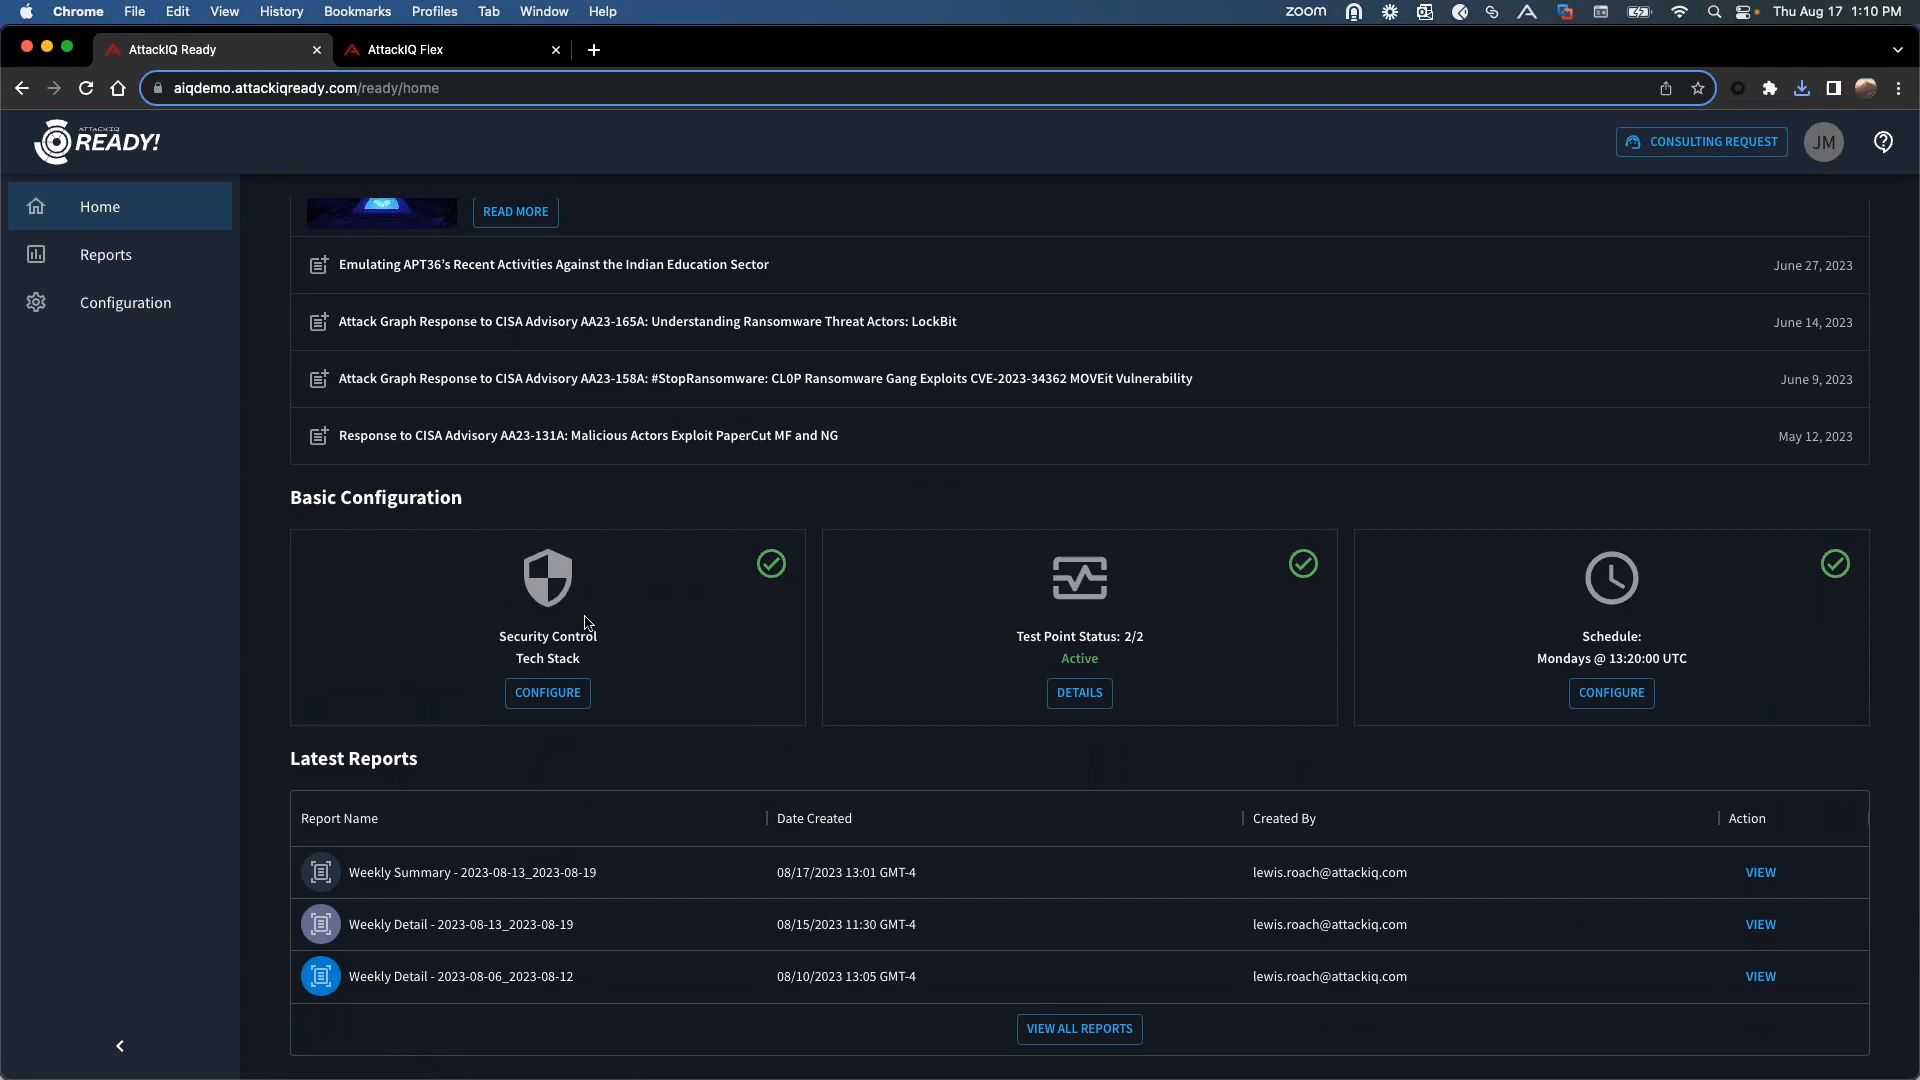 Chrome File Edit View History Bookmarks Profiles Tab Window Help zoom Thu Aug 17 1:10 PM
AttackIQ Ready AttackIQ Flex
aiqdemo.attackiqready.com/ready/home
ATTACKIQ
READY!
CONSULTING REQUEST JM
Home
Reports
Configuration
READ MORE
Emulating APT36’s Recent Activities Against the Indian Education Sector June 27, 2023
Attack Graph Response to CISA Advisory AA23-165A: Understanding Ransomware Threat Actors: LockBit June 14, 2023
Attack Graph Response to CISA Advisory AA23-158A: #StopRansomware: CL0P Ransomware Gang Exploits CVE-2023-34362 MOVEit Vulnerability June 9, 2023
Response to CISA Advisory AA23-131A: Malicious Actors Exploit PaperCut MF and NG May 12, 2023
Basic Configuration
Security Control
Tech Stack
CONFIGURE
Test Point Status: 2/2
Active
DETAILS
Schedule:
Mondays @ 13:20:00 UTC
CONFIGURE
Latest Reports
Report Name Date Created Created By Action
Weekly Summary - 2023-08-13_2023-08-19 08/17/2023 13:01 GMT-4 lewis.roach@attackiq.com VIEW
Weekly Detail - 2023-08-13_2023-08-19 08/15/2023 11:30 GMT-4 lewis.roach@attackiq.com VIEW
Weekly Detail - 2023-08-06_2023-08-12 08/10/2023 13:05 GMT-4 lewis.roach@attackiq.com VIEW
VIEW ALL REPORTS